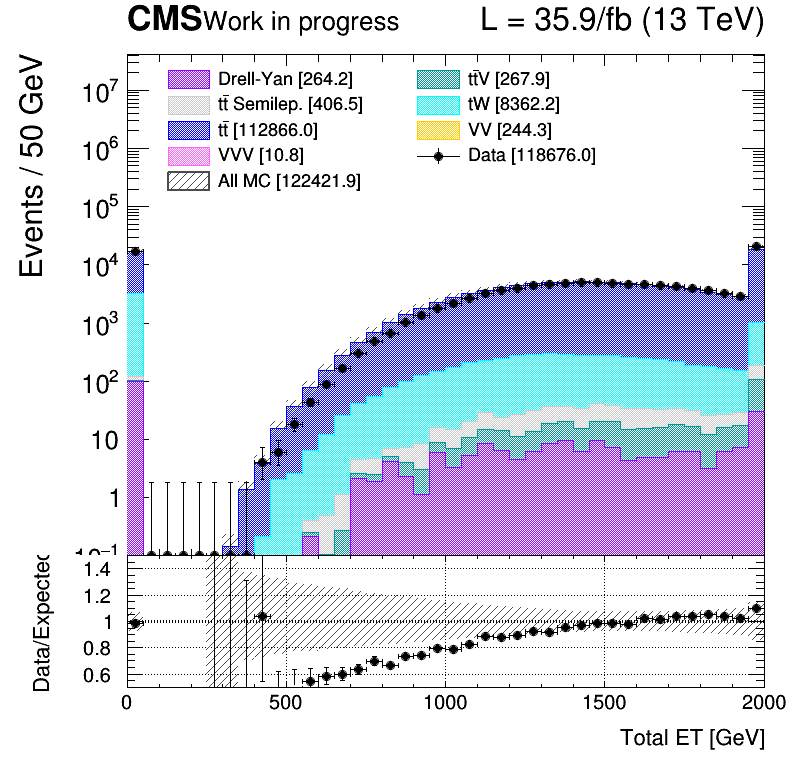 CMS Work in progress L = 35.9/fb (13 TeV)
Events / 50 GeV
Drell-Yan [264.2]
tt̄ Semilep. [406.5]
tt̄ [112866.0]
VVV [10.8]
All MC [122421.9]
tt̄V [267.9]
tW [8362.2]
VV [244.3]
Data [118676.0]
10⁷
10⁶
10⁵
10⁴
10³
10²
10
1
10⁻¹
Data/Expected
1.4
1.2
1
0.8
0.6
0 500 1000 1500 2000
Total ET [GeV]